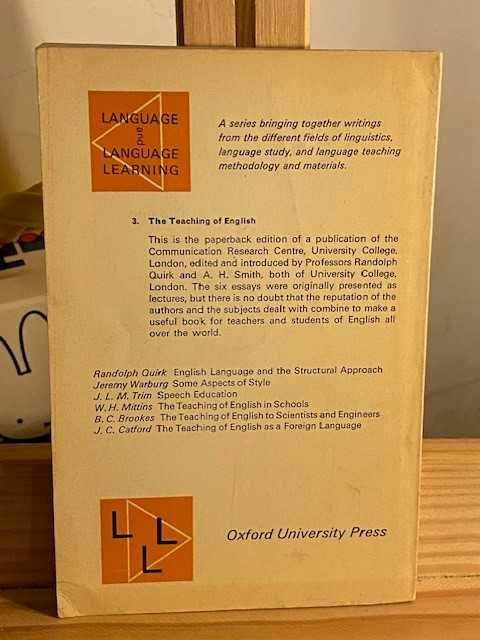 LANGUAGE
and
LANGUAGE
LEARNING
A series bringing together writings
from the different fields of linguistics,
language study, and language teaching
methodology and materials.
3. The Teaching of English
This is the paperback edition of a publication of the
Communication Research Centre, University College,
London, edited and introduced by Professors Randolph
Quirk and A. H. Smith, both of University College,
London. The six essays were originally presented as
lectures, but there is no doubt that the reputation of the
authors and the subjects dealt with combine to make a
useful book for teachers and students of English all
over the world.
Randolph Quirk English Language and the Structural Approach
Jeremy Warburg Some Aspects of Style
J. L. M. Trim Speech Education
W. H. Mittins The Teaching of English in Schools
B. C. Brookes The Teaching of English to Scientists and Engineers
J. C. Catford The Teaching of English as a Foreign Language
L L
L
Oxford University Press